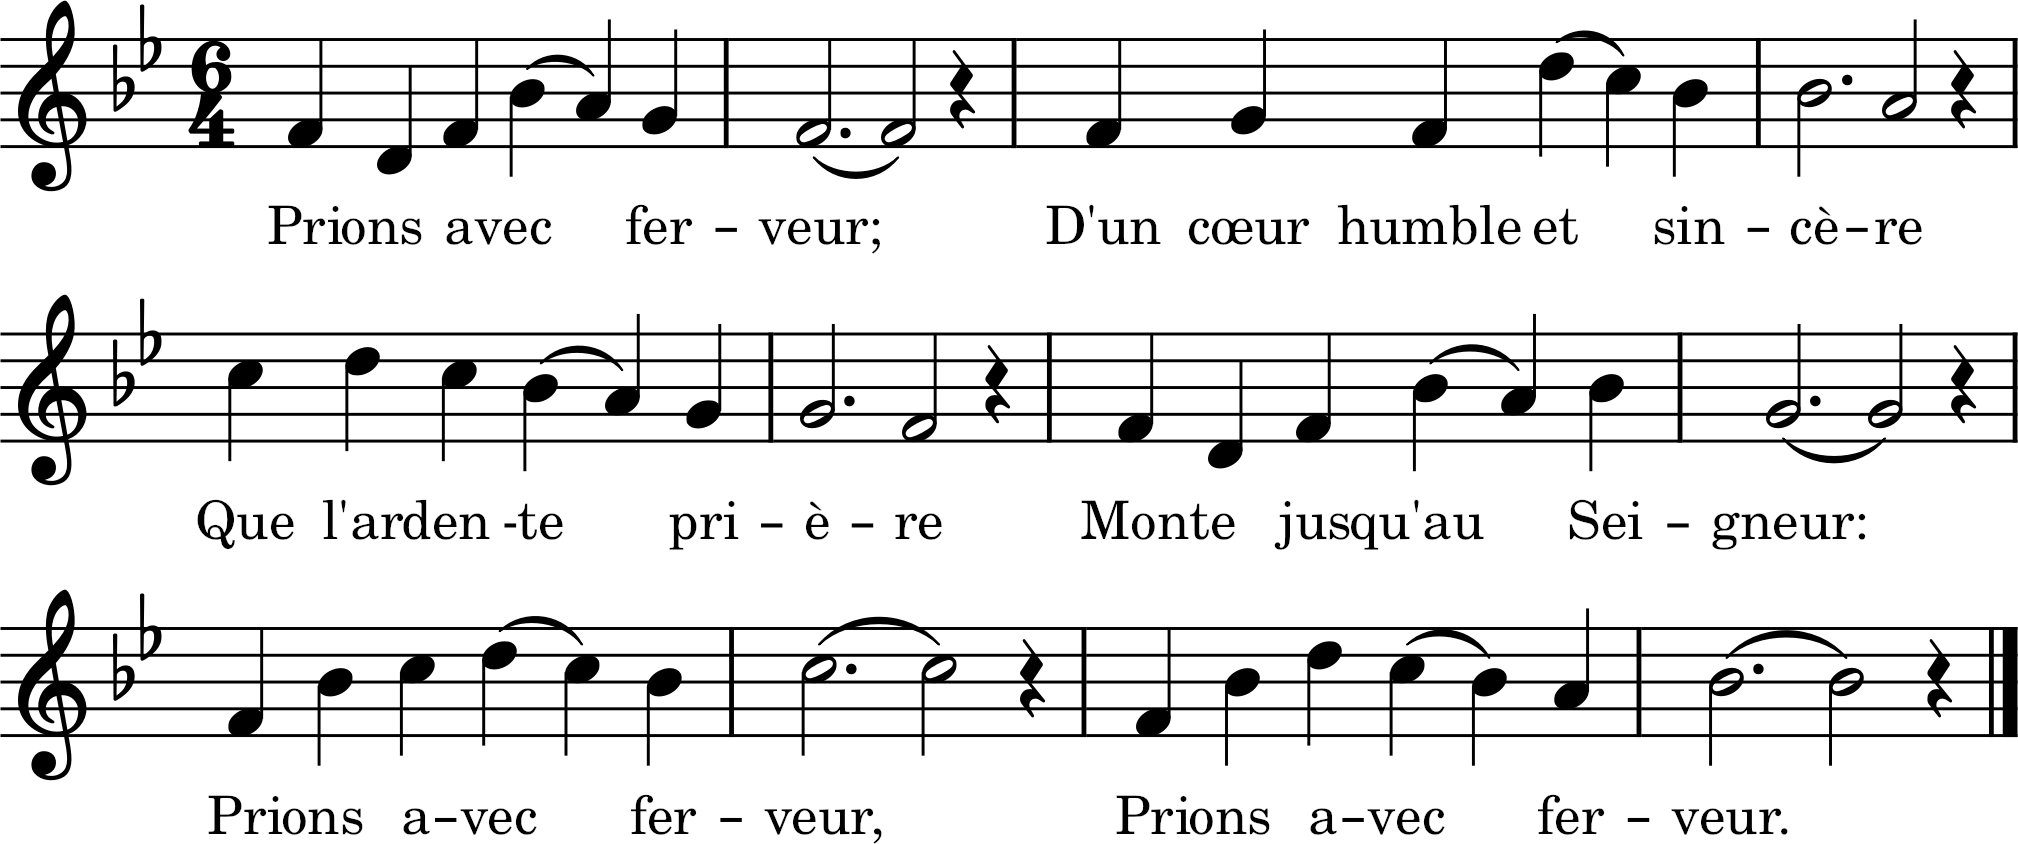 6
4
Prions avec fer – veur; D'un cœur humble et sin – cè – re
Que l'arden -te pri – è – re Monte jusqu'au Sei – gneur:
Prions a – vec fer – veur, Prions a – vec fer – veur.